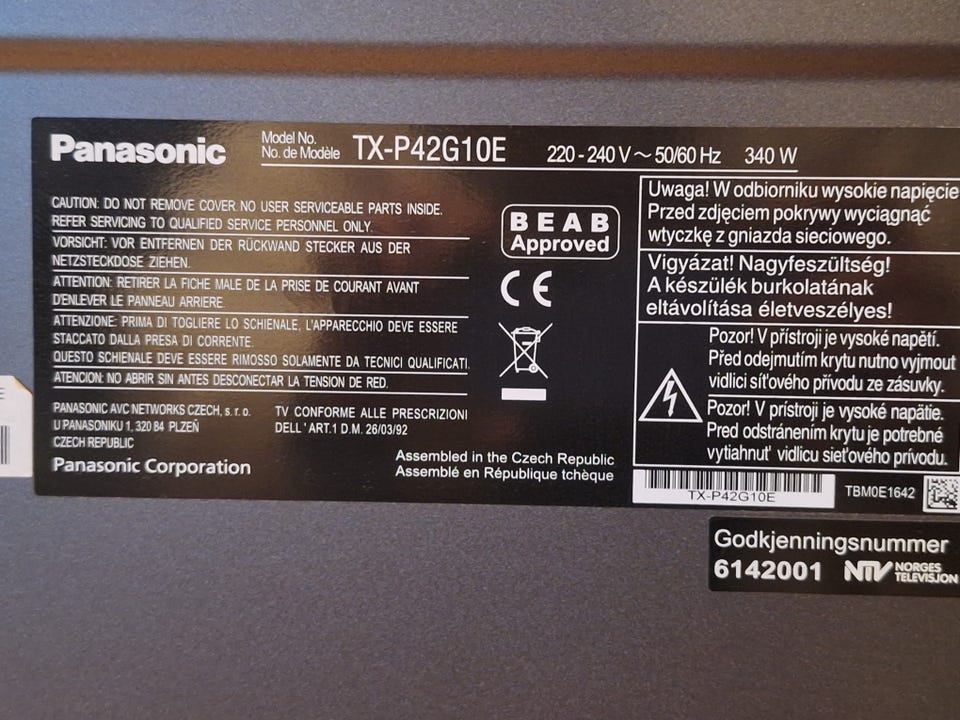 Panasonic
Model No.
No. de Modèle
TX-P42G10E
220 - 240 V ~ 50/60 Hz
340 W
CAUTION: DO NOT REMOVE COVER. NO USER SERVICEABLE PARTS INSIDE.
REFER SERVICING TO QUALIFIED SERVICE PERSONNEL ONLY.
VORSICHT: VOR ENTFERNEN DER RÜCKWAND STECKER AUS DER
NETZSTECKDOSE ZIEHEN.
ATTENTION: RETIRER LA FICHE MALE DE LA PRISE DE COURANT AVANT
D'ENLEVER LE PANNEAU ARRIERE.
ATTENZIONE: PRIMA DI TOGLIERE LO SCHIENALE, L'APPARECCHIO DEVE ESSERE
STACCATO DALLA PRESA DI CORRENTE.
QUESTO SCHIENALE DEVE ESSERE RIMOSSO SOLAMENTE DA TECNICI QUALIFICATI.
ATENCION: NO ABRIR SIN ANTES DESCONECTAR LA TENSION DE RED.
PANASONIC AVC NETWORKS CZECH, s. r. o.
U PANASONIKU 1, 320 84 PLZEŇ
CZECH REPUBLIC
TV CONFORME ALLE PRESCRIZIONI
DELL' ART.1 D.M. 26/03/92
Panasonic Corporation
Assembled in the Czech Republic
Assemblé en République tchèque
BEAB
Approved
CE
Uwaga! W odbiorniku wysokie napięcie
Przed zdjęciem pokrywy wyciągnąć
wtyczkę z gniazda sieciowego.
Vigyázat! Nagyfeszültség!
A készülék burkolatának
eltávolítása életveszélyes!
Pozor! V přístroji je vysoké napětí.
Před odejmutím krytu nutno vyjmout
vidlici síťového přívodu ze zásuvky.
Pozor! V prístroji je vysoké napätie.
Pred odstránením krytu je potrebné
vytiahnuť vidlicu sieťového prívodu.
TX-P42G10E
TBM0E1642
Godkjenningsnummer
6142001
NTV NORGES
TELEVISJON